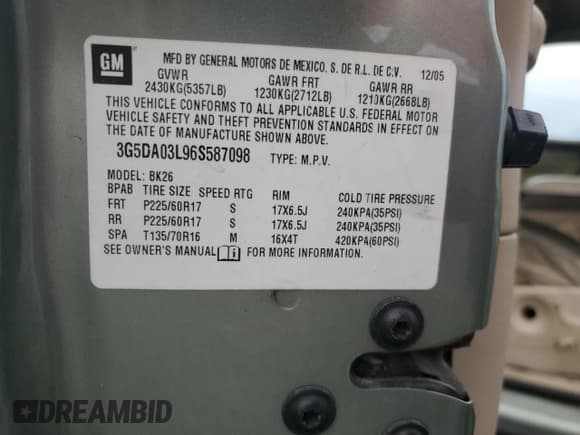 GM
MFD BY GENERAL MOTORS DE MEXICO, S. DE R.L. DE C.V. 12/05
GVWR GAWR FRT GAWR RR
2430KG(5357LB) 1230KG(2712LB) 1210KG(2668LB)
THIS VEHICLE CONFORMS TO ALL APPLICABLE U.S. FEDERAL MOTOR
VEHICLE SAFETY AND THEFT PREVENTION STANDARDS IN EFFECT ON
THE DATE OF MANUFACTURE SHOWN ABOVE.
3G5DA03L96S587098 TYPE: M.P.V.
MODEL: BK26
BPAB TIRE SIZE SPEED RTG RIM COLD TIRE PRESSURE
FRT P225/60R17 S 17X6.5J 240KPA(35PSI)
RR P225/60R17 S 17X6.5J 240KPA(35PSI)
SPA T135/70R16 M 16X4T 420KPA(60PSI)
SEE OWNER'S MANUAL FOR MORE INFORMATION.
DREAMBID